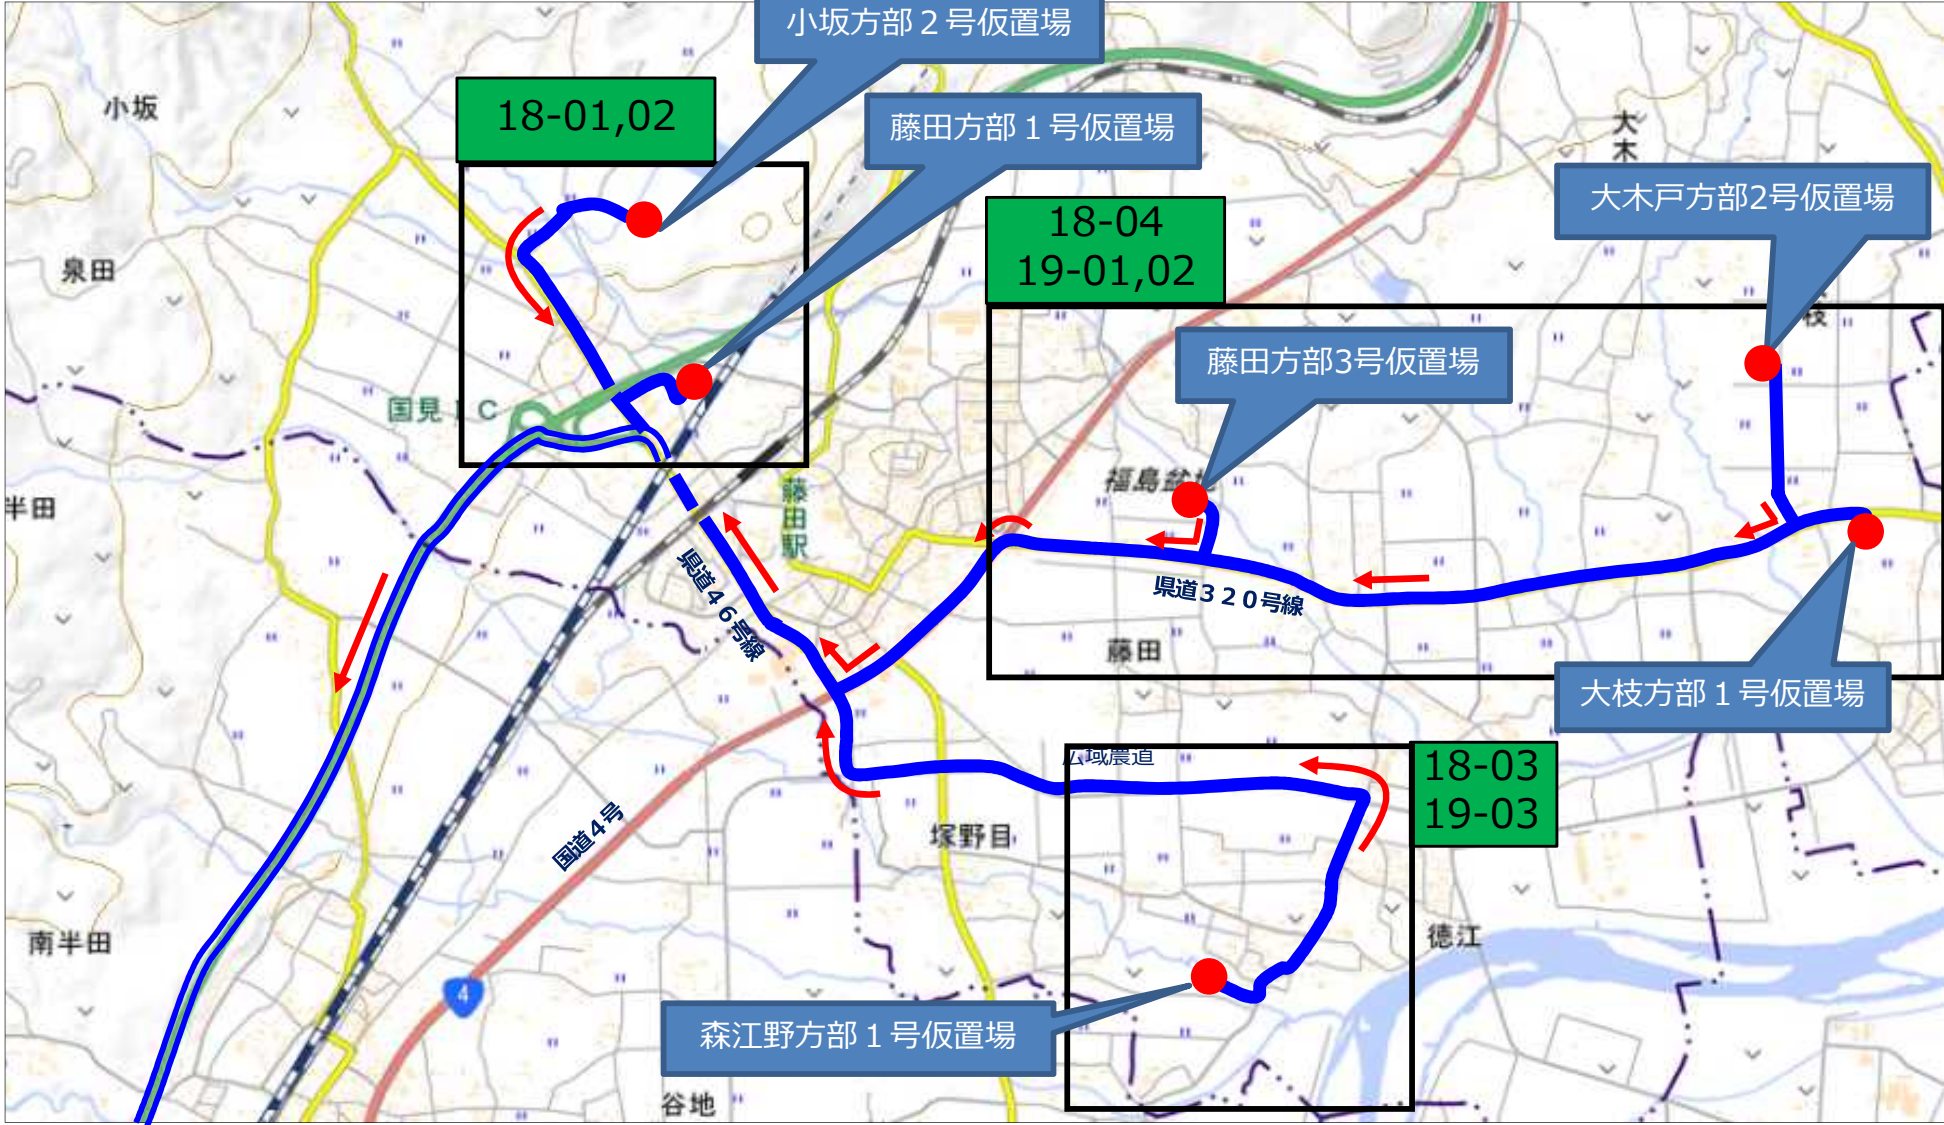 小坂方部２号仮置場
小坂
18-01,02
藤田方部１号仮置場
大木
大木戸方部2号仮置場
18-04
19-01,02
泉田
枝
藤田方部3号仮置場
国見ＩＣ
福島盆地
半田
藤田駅
県道４６号線
県道３２０号線
藤田
大枝方部１号仮置場
広域農道
18-03
19-03
国道4号
塚野目
南半田
徳江
4
森江野方部１号仮置場
谷地